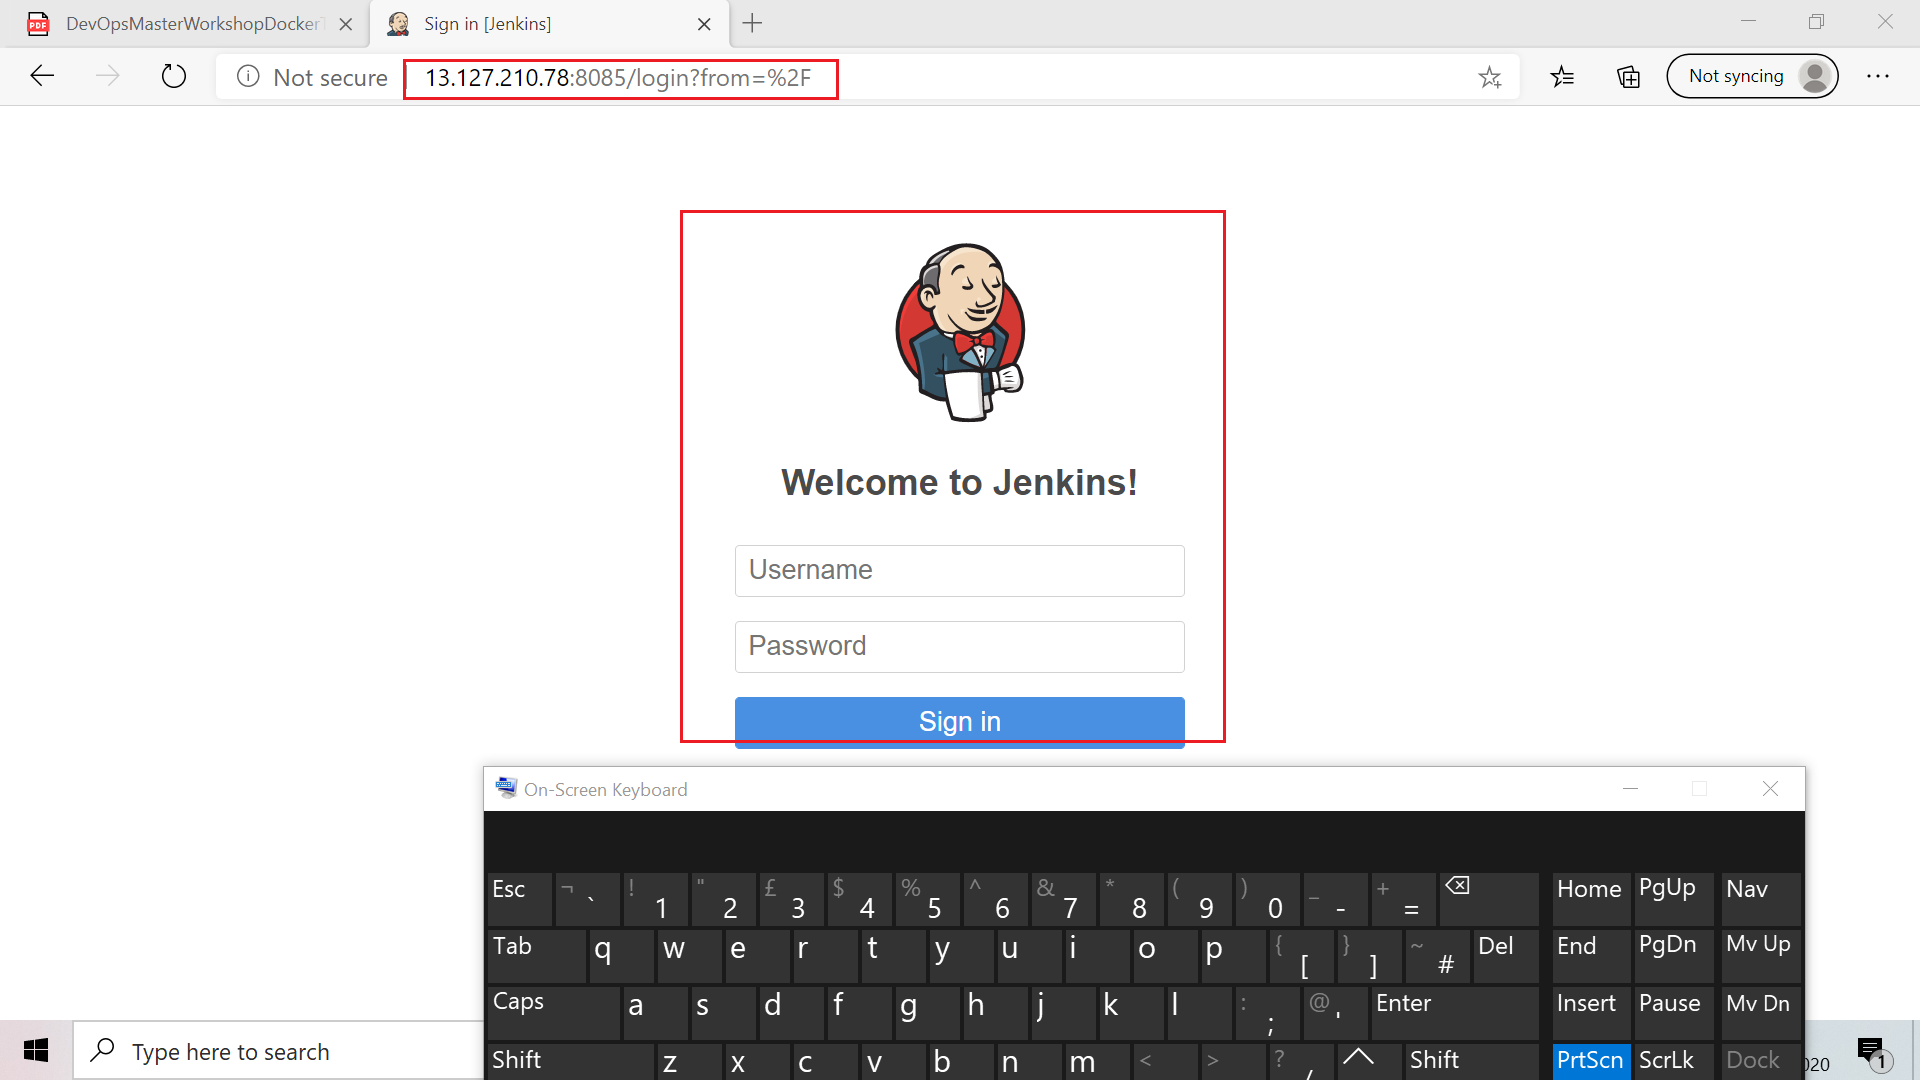 DevOpsMasterWorkshopDocker
Sign in [Jenkins]
Not secure
13.127.210.78:8085/login?from=%2F
Not syncing
Welcome to Jenkins!
Username
Password
Sign in
On-Screen Keyboard
Esc ¬ ` ! 1 " 2 £ 3 $ 4 % 5 ^ 6 & 7 * 8 ( 9 ) 0 _ - + = Home PgUp Nav
Tab q w e r t y u i o p { [ } ] ~ # Del End PgDn Mv Up
Caps a s d f g h j k l : ; @ ' Enter Insert Pause Mv Dn
Shift z x c v b n m < > ? / Shift PrtScn ScrLk Dock
Type here to search
020
1